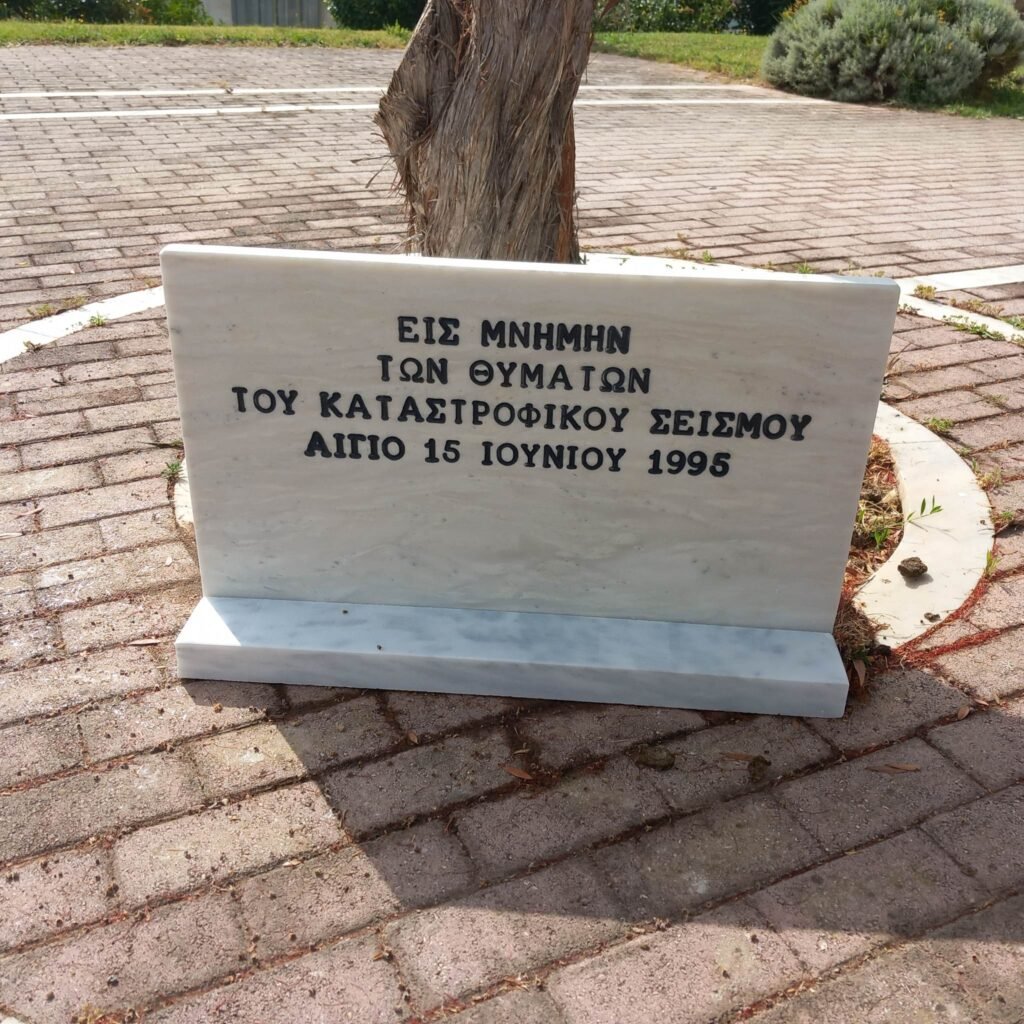 ΕΙΣ ΜΝΗΜΗΝ
ΤΩΝ ΘΥΜΑΤΩΝ
ΤΟΥ ΚΑΤΑΣΤΡΟΦΙΚΟΥ ΣΕΙΣΜΟΥ
ΑΙΓΙΟ 15 ΙΟΥΝΙΟΥ 1995